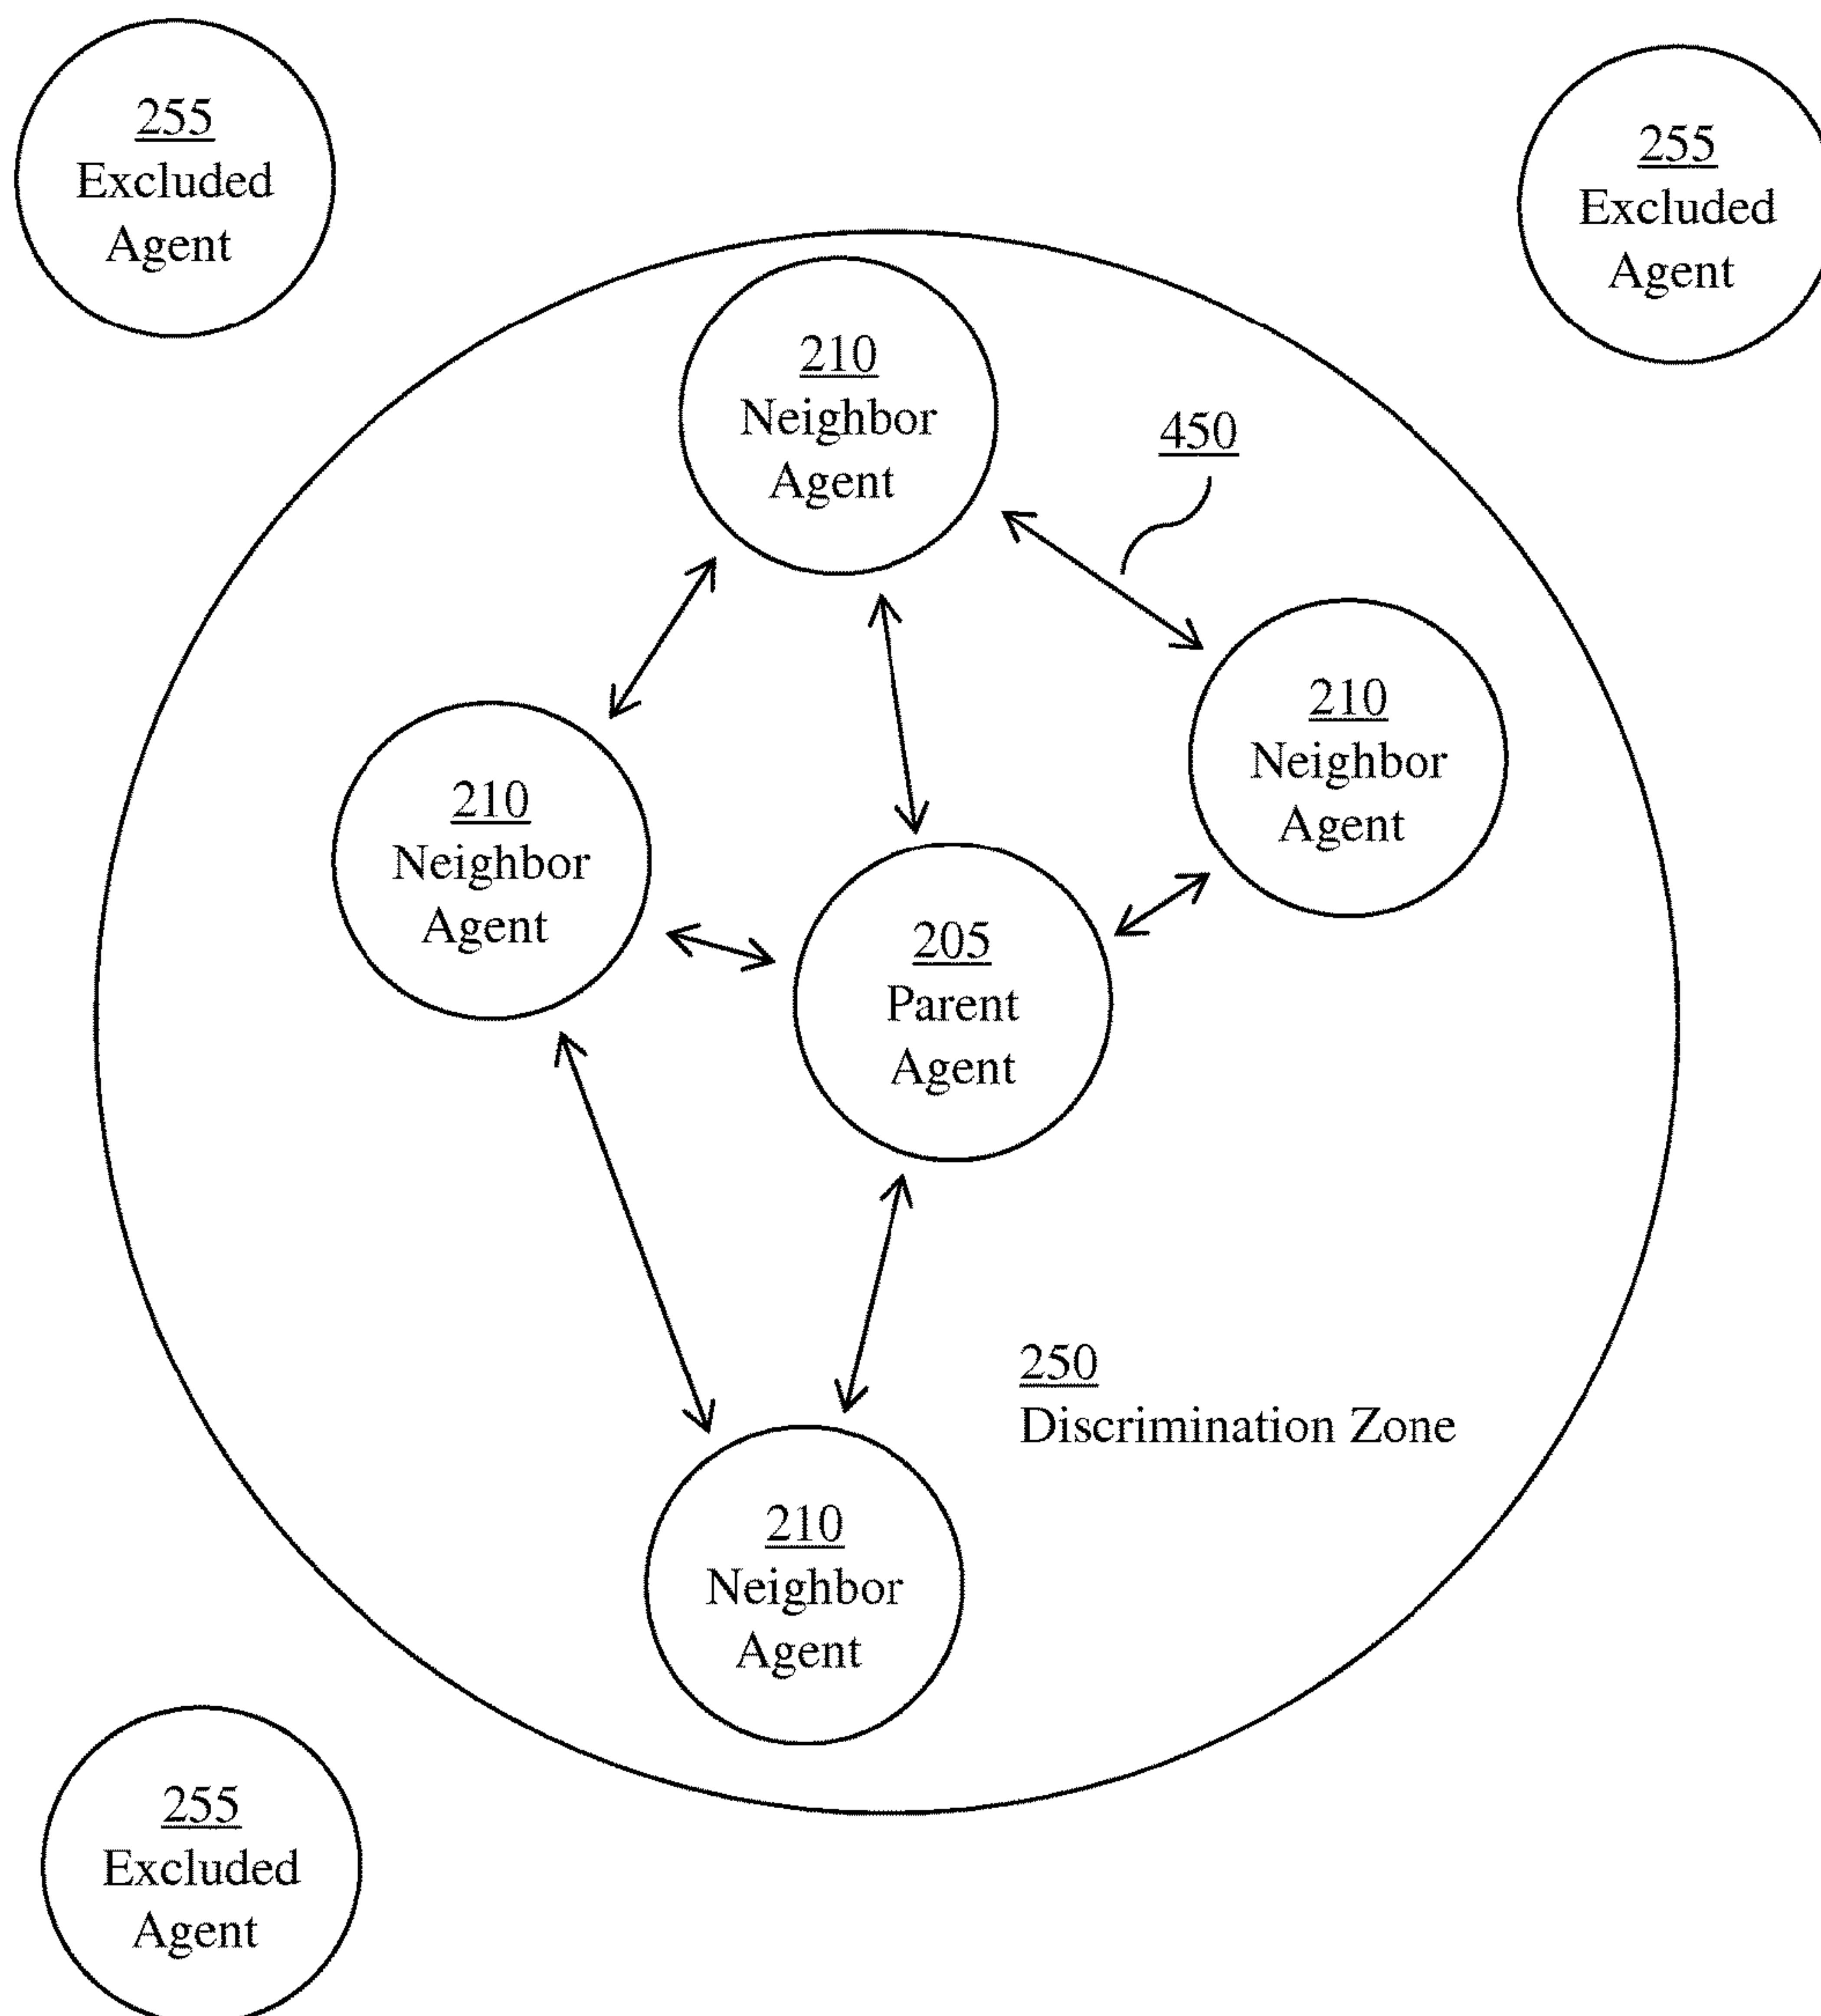 255
Excluded
Agent
255
Excluded
Agent
210
Neighbor
Agent
450
210
Neighbor
Agent
210
Neighbor
Agent
205
Parent
Agent
250
Discrimination Zone
210
Neighbor
Agent
255
Excluded
Agent